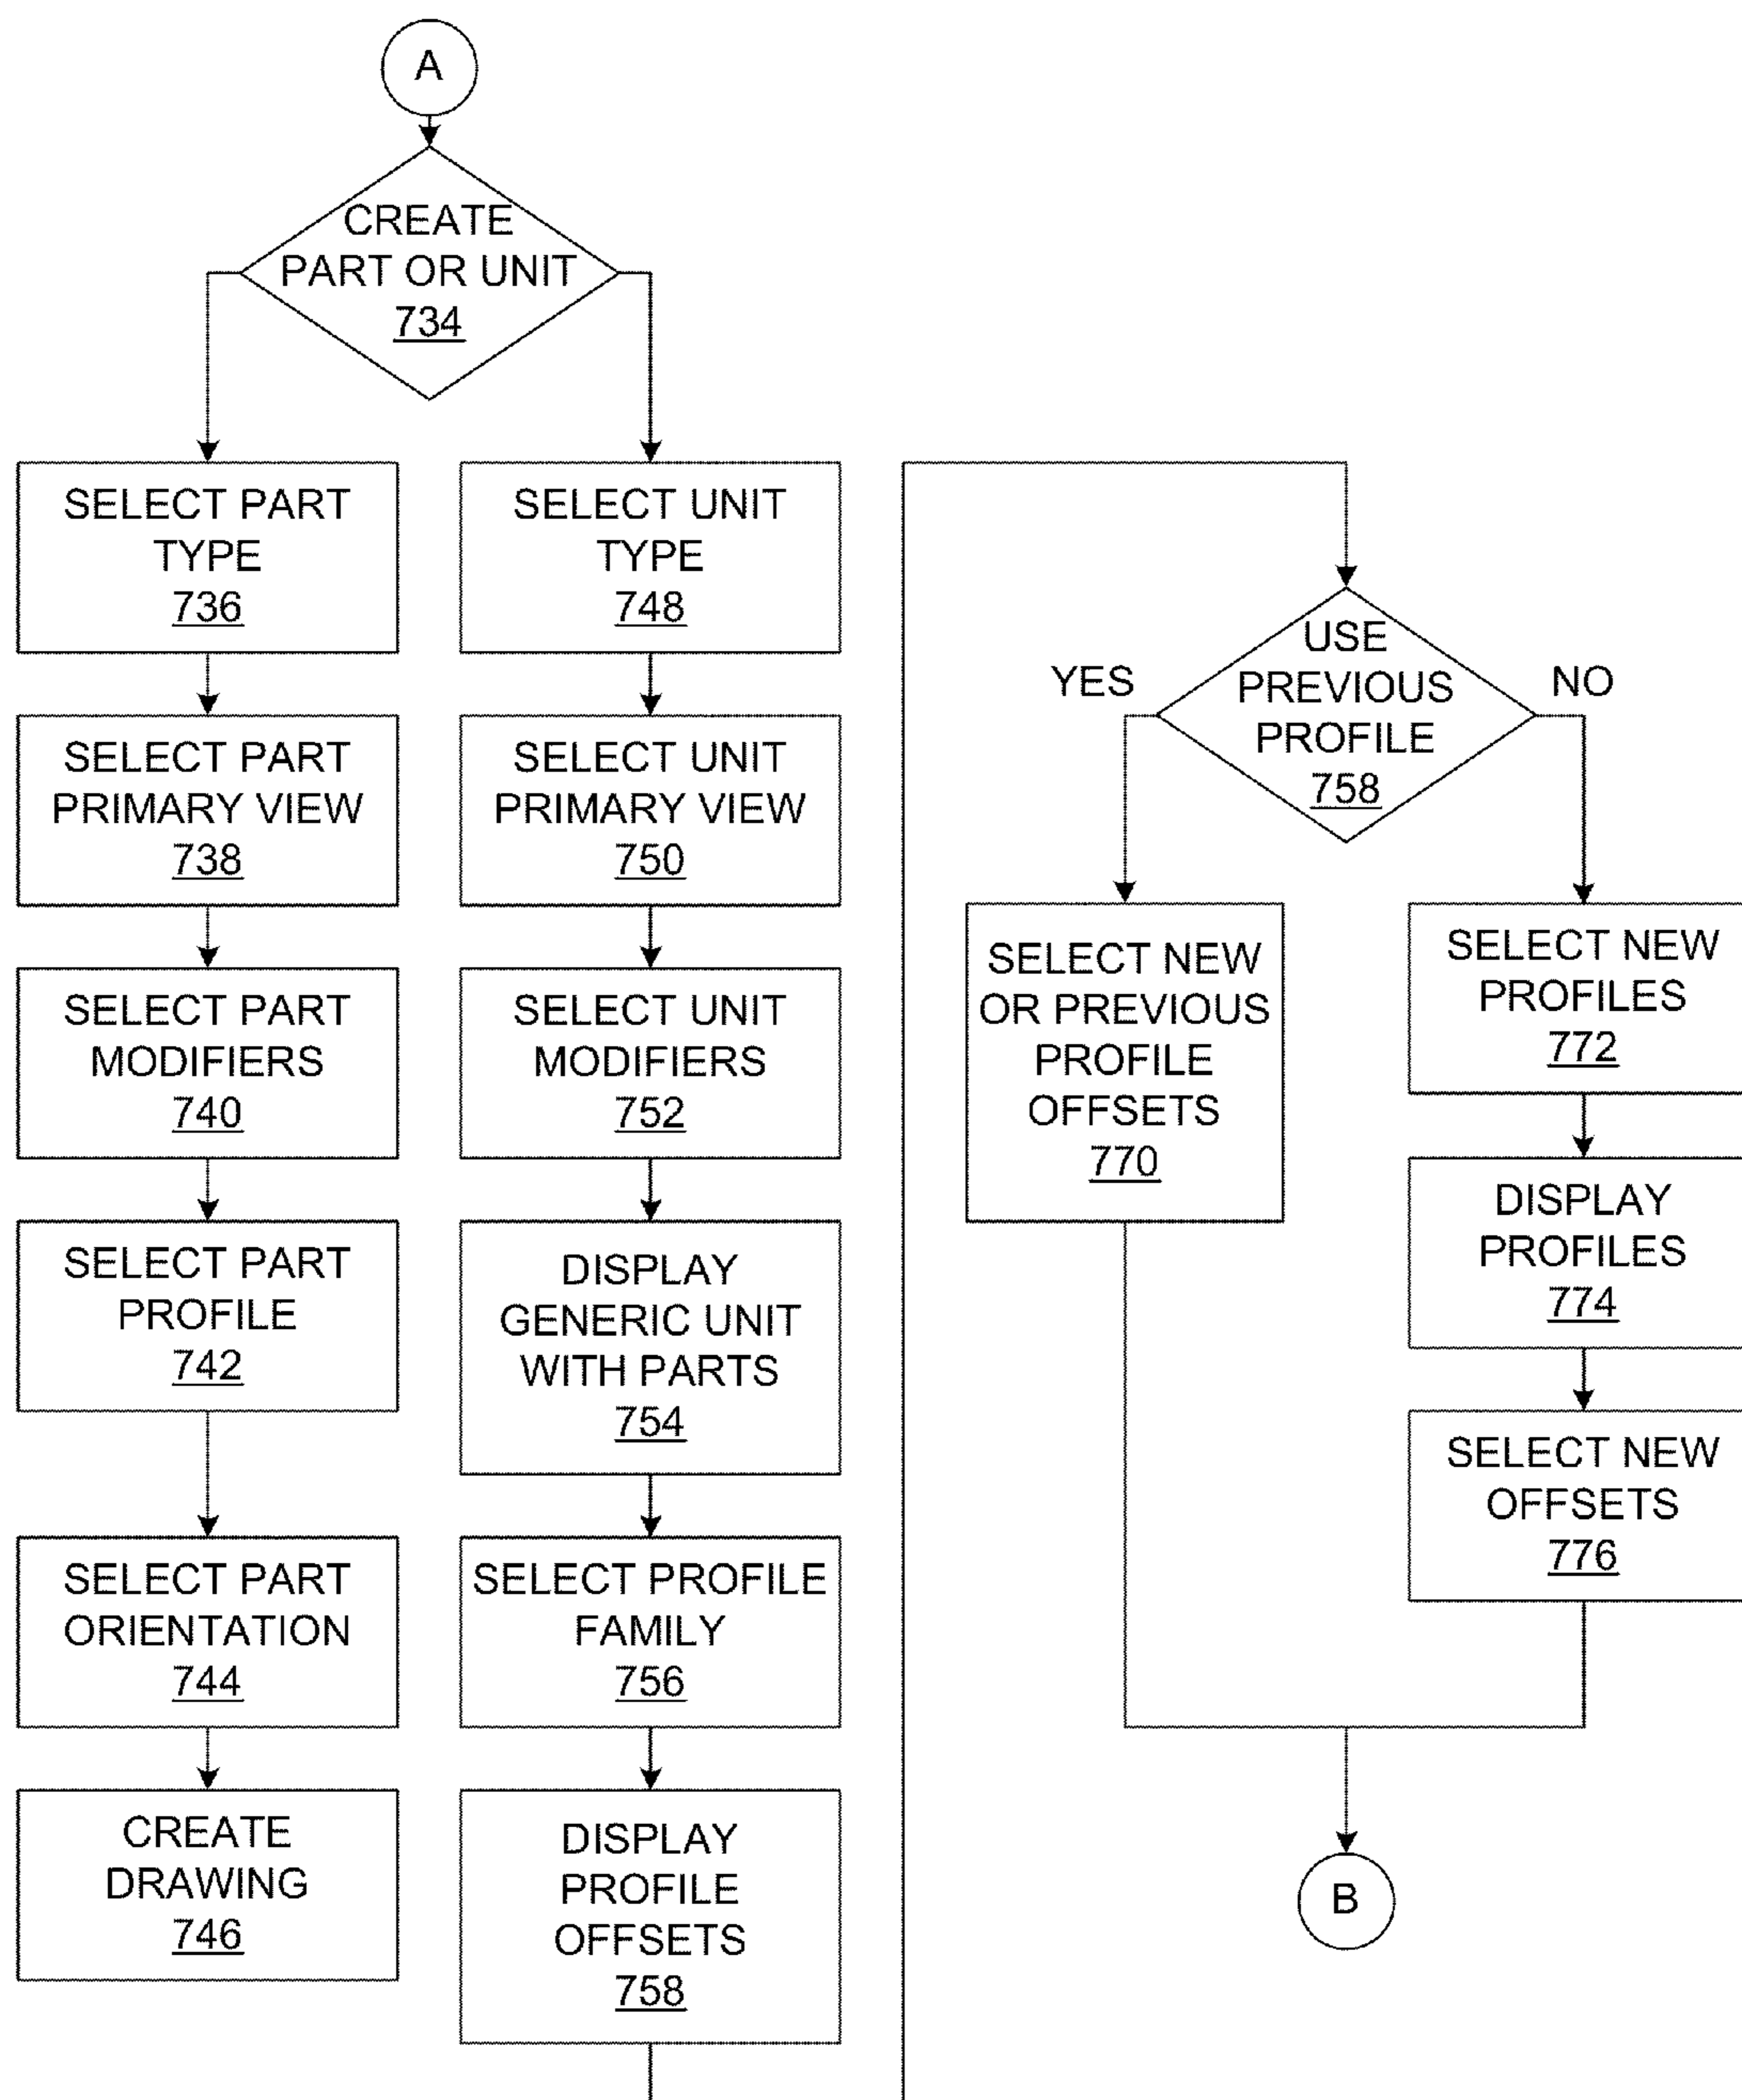 A
CREATE
PART OR UNIT
734
SELECT PART
TYPE
736
SELECT PART
PRIMARY VIEW
738
SELECT PART
MODIFIERS
740
SELECT PART
PROFILE
742
SELECT PART
ORIENTATION
744
CREATE
DRAWING
746
SELECT UNIT
TYPE
748
SELECT UNIT
PRIMARY VIEW
750
SELECT UNIT
MODIFIERS
752
DISPLAY
GENERIC UNIT
WITH PARTS
754
SELECT PROFILE
FAMILY
756
DISPLAY
PROFILE
OFFSETS
758
USE
PREVIOUS
PROFILE
758
YES
NO
SELECT NEW
OR PREVIOUS
PROFILE
OFFSETS
770
SELECT NEW
PROFILES
772
DISPLAY
PROFILES
774
SELECT NEW
OFFSETS
776
B